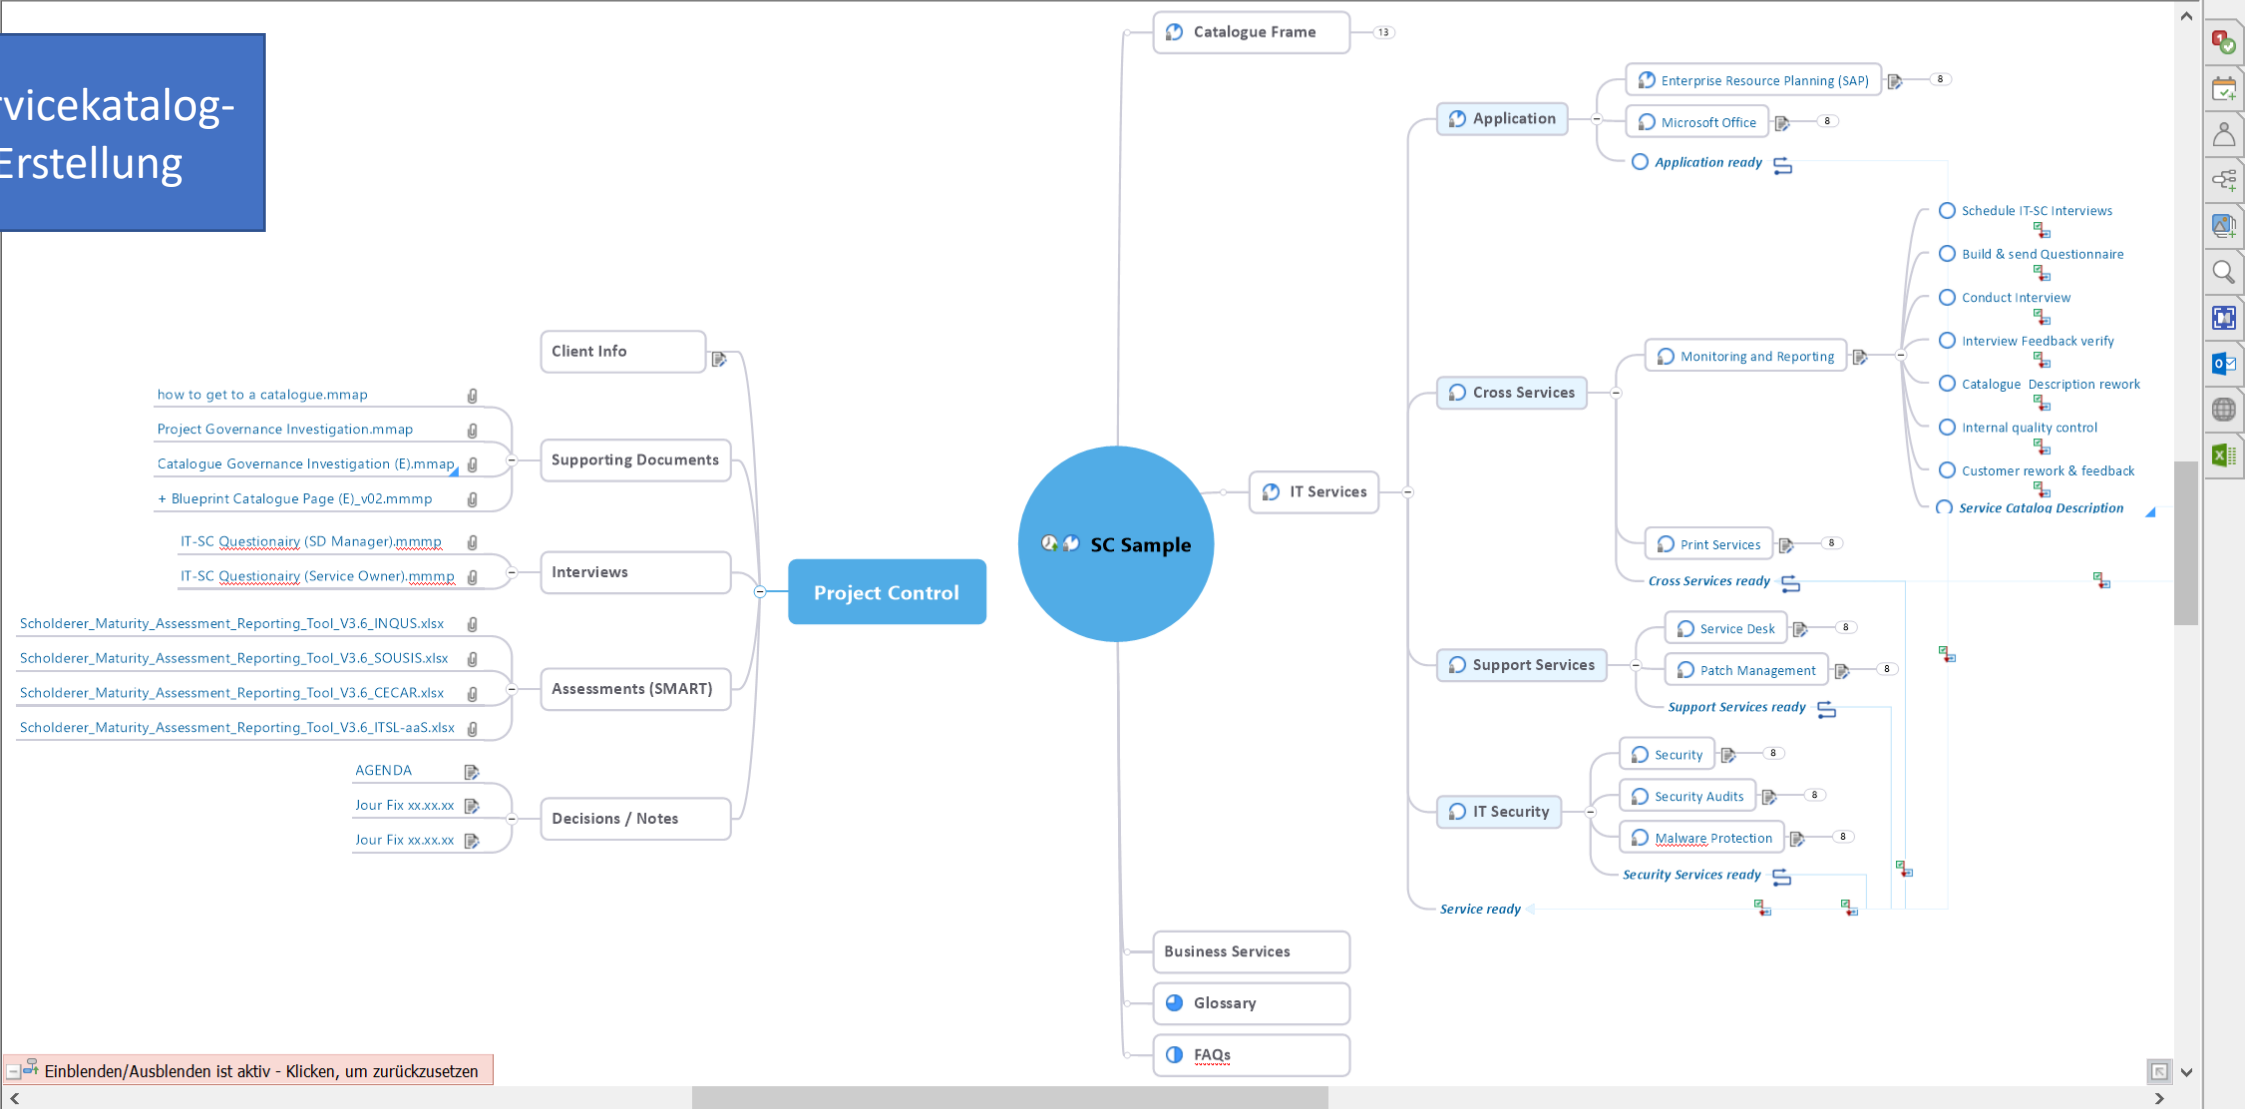 rvicekatalog-
Erstellung
Client Info
how to get to a catalogue.mmap
Project Governance Investigation.mmap
Catalogue Governance Investigation (E).mmap
+ Blueprint Catalogue Page (E)_v02.mmmp
Supporting Documents
IT-SC Questionairy (SD Manager).mmmp
IT-SC Questionairy (Service Owner).mmmp
Interviews
Scholderer_Maturity_Assessment_Reporting_Tool_V3.6_INQUS.xlsx
Scholderer_Maturity_Assessment_Reporting_Tool_V3.6_SOUSIS.xlsx
Scholderer_Maturity_Assessment_Reporting_Tool_V3.6_CECAR.xlsx
Scholderer_Maturity_Assessment_Reporting_Tool_V3.6_ITSL-aaS.xlsx
Assessments (SMART)
AGENDA
Jour Fix xx.xx.xx
Jour Fix xx.xx.xx
Decisions / Notes
Project Control
SC Sample
Catalogue Frame
13
IT Services
Application
Enterprise Resource Planning (SAP)
8
Microsoft Office
8
Application ready
Cross Services
Monitoring and Reporting
Schedule IT-SC Interviews
Build & send Questionnaire
Conduct Interview
Interview Feedback verify
Catalogue Description rework
Internal quality control
Customer rework & feedback
Service Catalog Description
Print Services
8
Cross Services ready
Support Services
Service Desk
8
Patch Management
8
Support Services ready
IT Security
Security
8
Security Audits
8
Malware Protection
8
Security Services ready
Service ready
Business Services
Glossary
FAQs
Einblenden/Ausblenden ist aktiv - Klicken, um zurückzusetzen